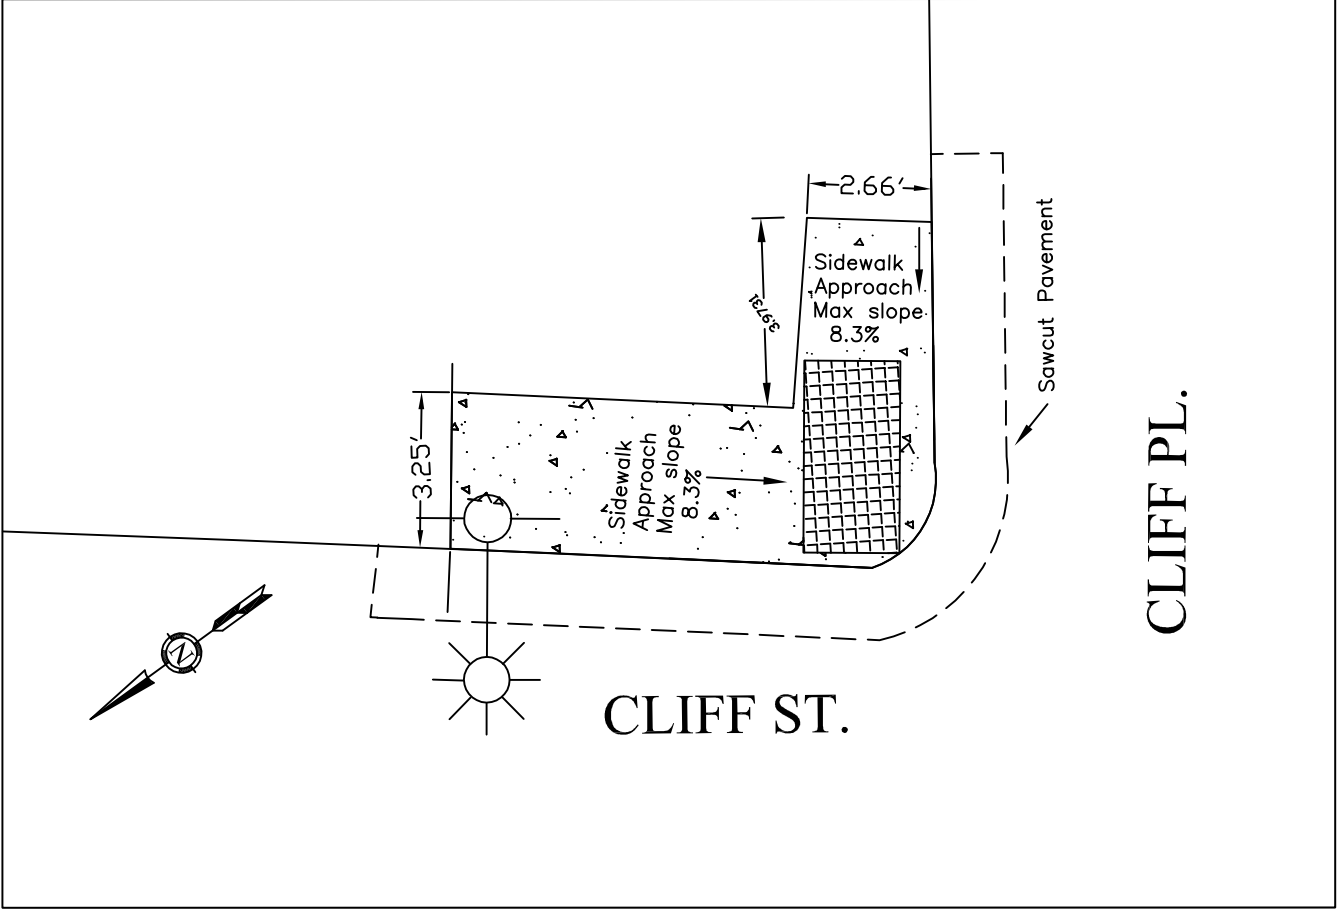 2.66'
Sidewalk
Approach
Max slope
8.3%
3.9731
Sawcut Pavement
3.25'
Sidewalk
Approach
Max slope
8.3%
CLIFF PL.
N
CLIFF ST.